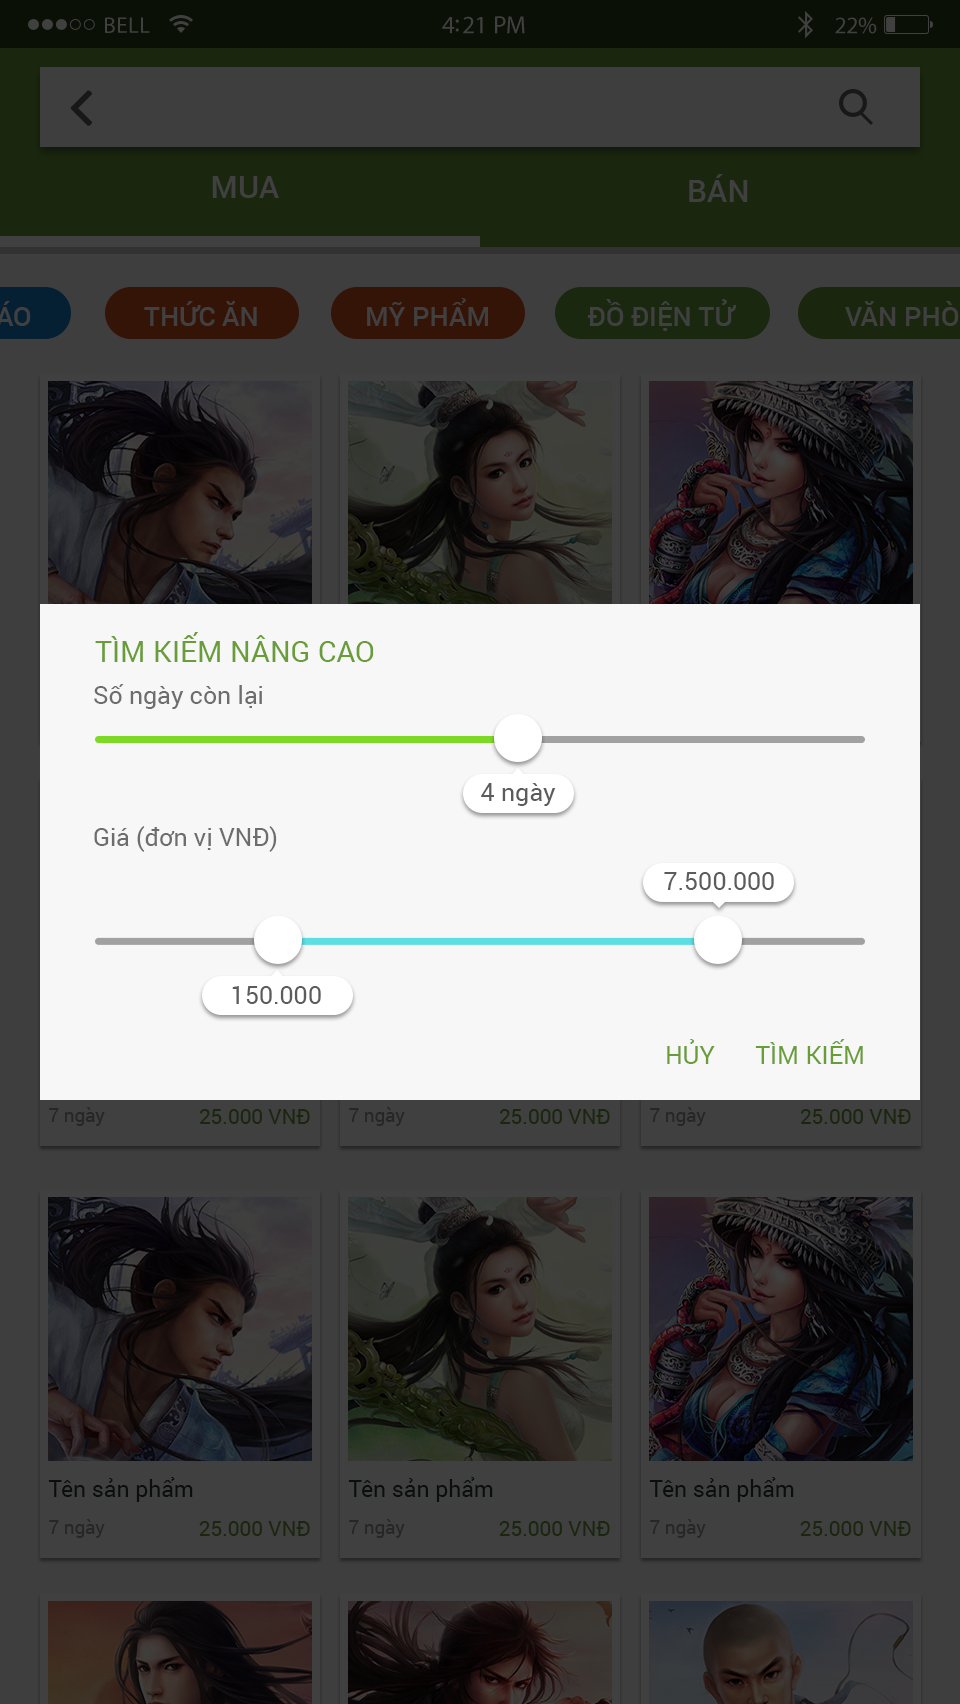 BELL 4:21 PM 22%
MUA BÁN
ÁO THỨC ĂN MỸ PHẨM ĐỒ ĐIỆN TỬ VĂN PHÒ
TÌM KIẾM NÂNG CAO
Số ngày còn lại
4 ngày
Giá (đơn vị VNĐ)
7.500.000
150.000
HỦY TÌM KIẾM
7 ngày 25.000 VNĐ 7 ngày 25.000 VNĐ 7 ngày 25.000 VNĐ
Tên sản phẩm Tên sản phẩm Tên sản phẩm
7 ngày 25.000 VNĐ 7 ngày 25.000 VNĐ 7 ngày 25.000 VNĐ